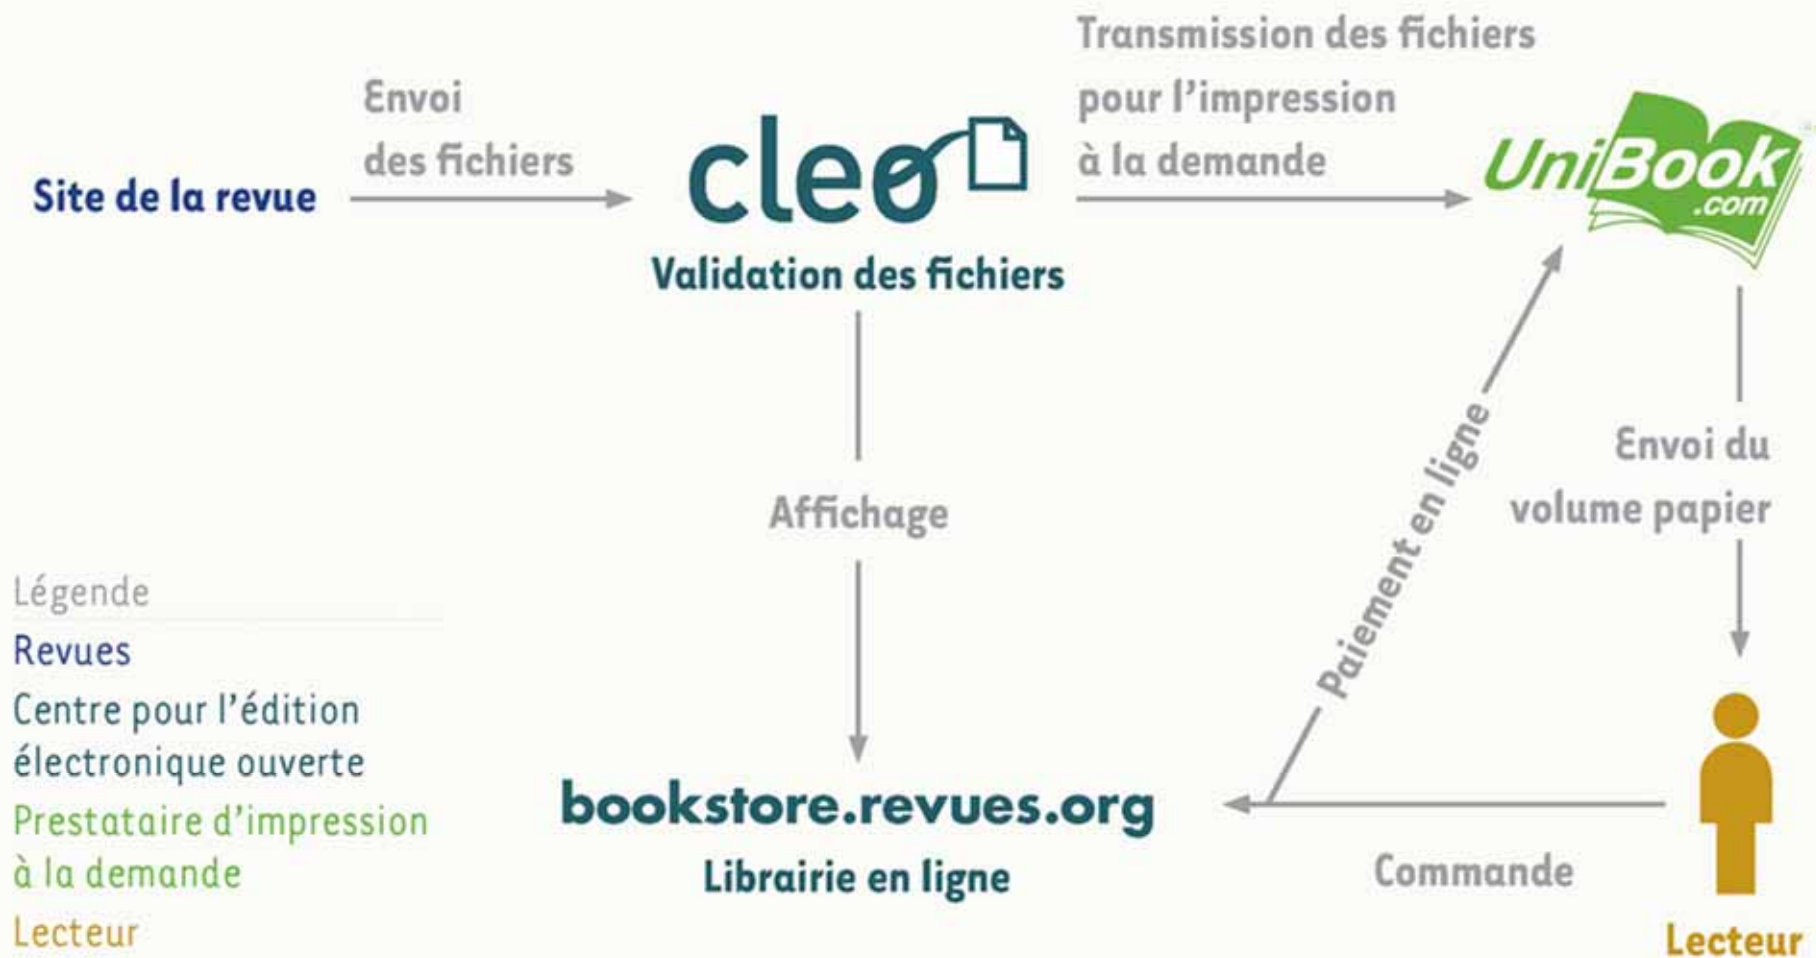 Transmission des fichiers
pour l'impression
à la demande
Envoi
des fichiers
Site de la revue
cleo
UniBook
.com
Validation des fichiers
Affichage
Paiement en ligne
Envoi du
volume papier
Légende
Revues
Centre pour l'édition
électronique ouverte
Prestataire d'impression
à la demande
Lecteur
bookstore.revues.org
Librairie en ligne
Commande
Lecteur